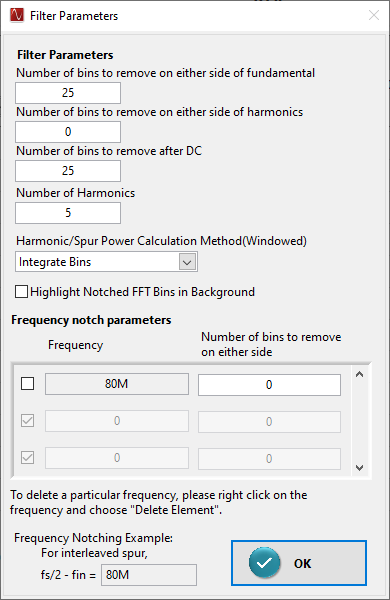 Filter Parameters
Filter Parameters
Number of bins to remove on either side of fundamental
25
Number of bins to remove on either side of harmonics
0
Number of bins to remove after DC
25
Number of Harmonics
5
Harmonic/Spur Power Calculation Method(Windowed)
Integrate Bins
Highlight Notched FFT Bins in Background
Frequency notch parameters
Frequency
Number of bins to remove
on either side
80M 0
0 0
0 0
To delete a particular frequency, please right click on the
frequency and choose "Delete Element".
Frequency Notching Example:
For interleaved spur,
fs/2 - fin = 80M
OK